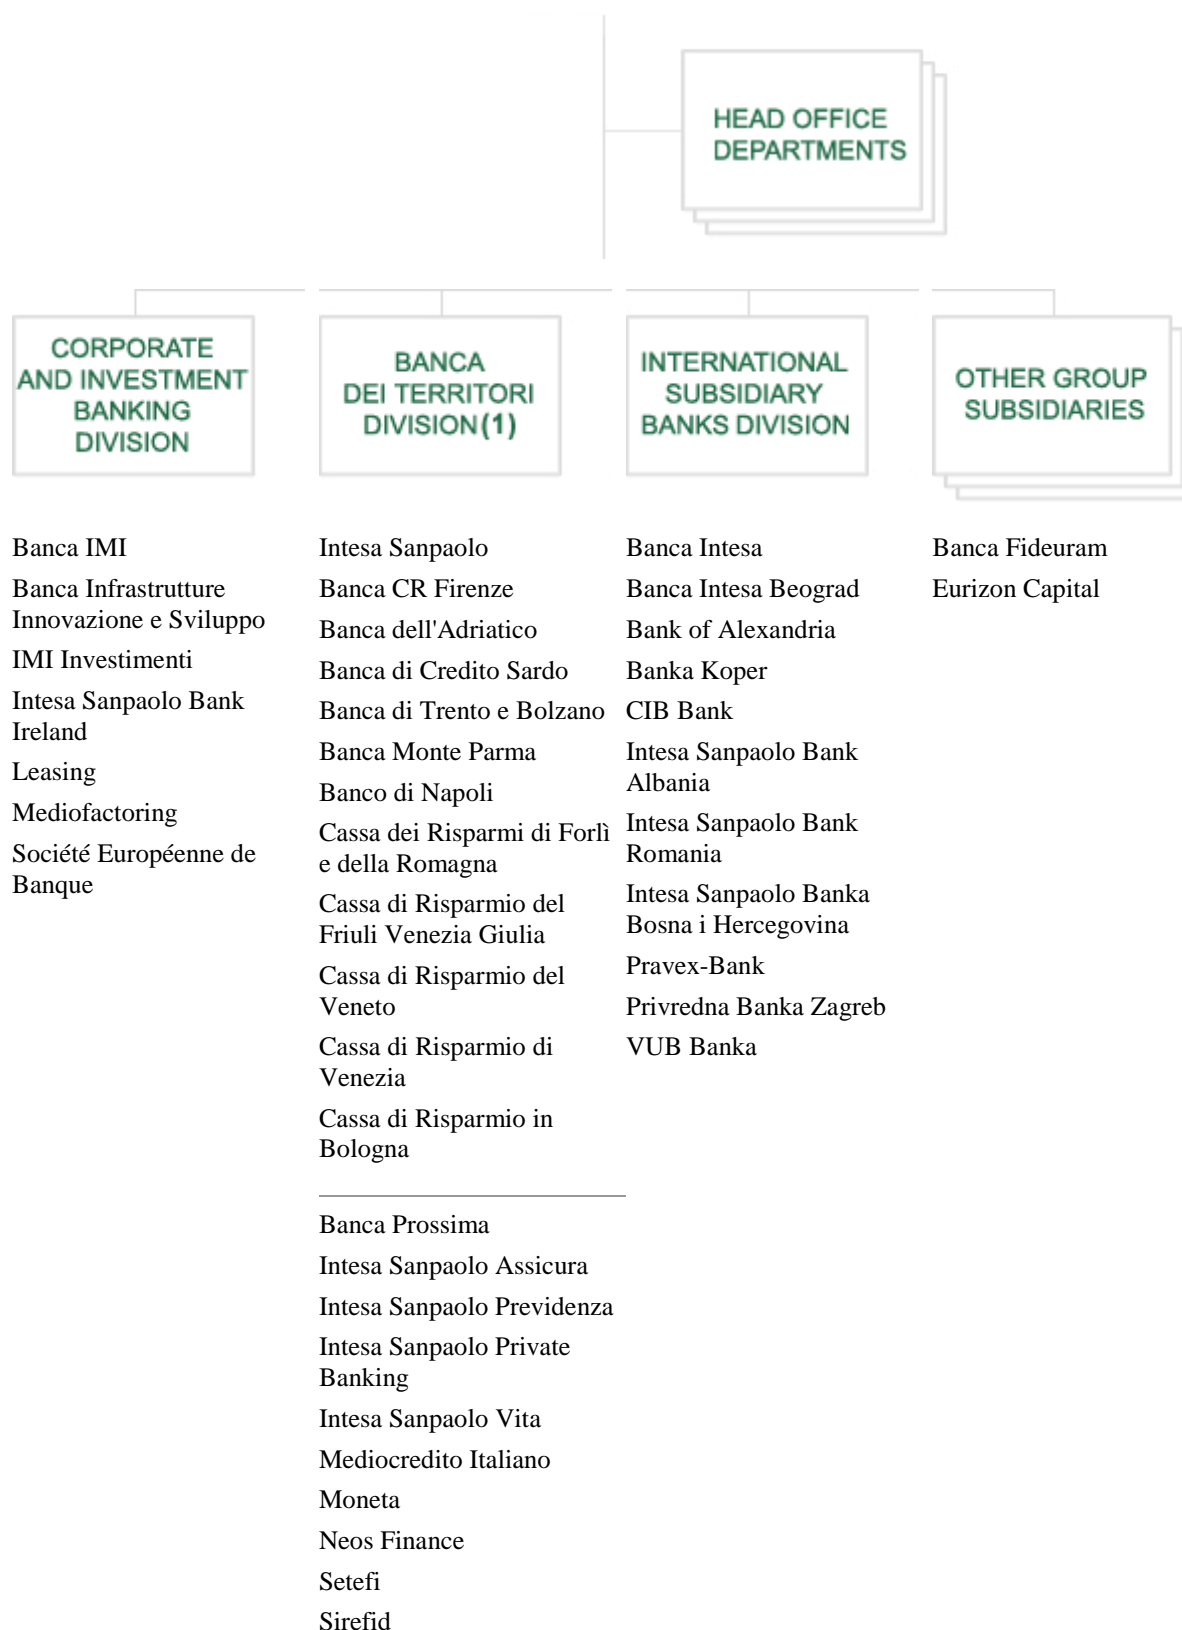 HEAD OFFICE
DEPARTMENTS
CORPORATE
AND INVESTMENT
BANKING
DIVISION
BANCA
DEI TERRITORI
DIVISION(1)
INTERNATIONAL
SUBSIDIARY
BANKS DIVISION
OTHER GROUP
SUBSIDIARIES
Banca IMI
Banca Infrastrutture
Innovazione e Sviluppo
IMI Investimenti
Intesa Sanpaolo Bank
Ireland
Leasing
Mediofactoring
Société Européenne de
Banque
Intesa Sanpaolo
Banca CR Firenze
Banca dell'Adriatico
Banca di Credito Sardo
Banca di Trento e Bolzano
Banca Monte Parma
Banco di Napoli
Cassa dei Risparmi di Forlì
e della Romagna
Cassa di Risparmio del
Friuli Venezia Giulia
Cassa di Risparmio del
Veneto
Cassa di Risparmio di
Venezia
Cassa di Risparmio in
Bologna
Banca Prossima
Intesa Sanpaolo Assicura
Intesa Sanpaolo Previdenza
Intesa Sanpaolo Private
Banking
Intesa Sanpaolo Vita
Mediocredito Italiano
Moneta
Neos Finance
Setefi
Sirefid
Banca Intesa
Banca Intesa Beograd
Bank of Alexandria
Banka Koper
CIB Bank
Intesa Sanpaolo Bank
Albania
Intesa Sanpaolo Bank
Romania
Intesa Sanpaolo Banka
Bosna i Hercegovina
Pravex-Bank
Privredna Banka Zagreb
VUB Banka
Banca Fideuram
Eurizon Capital